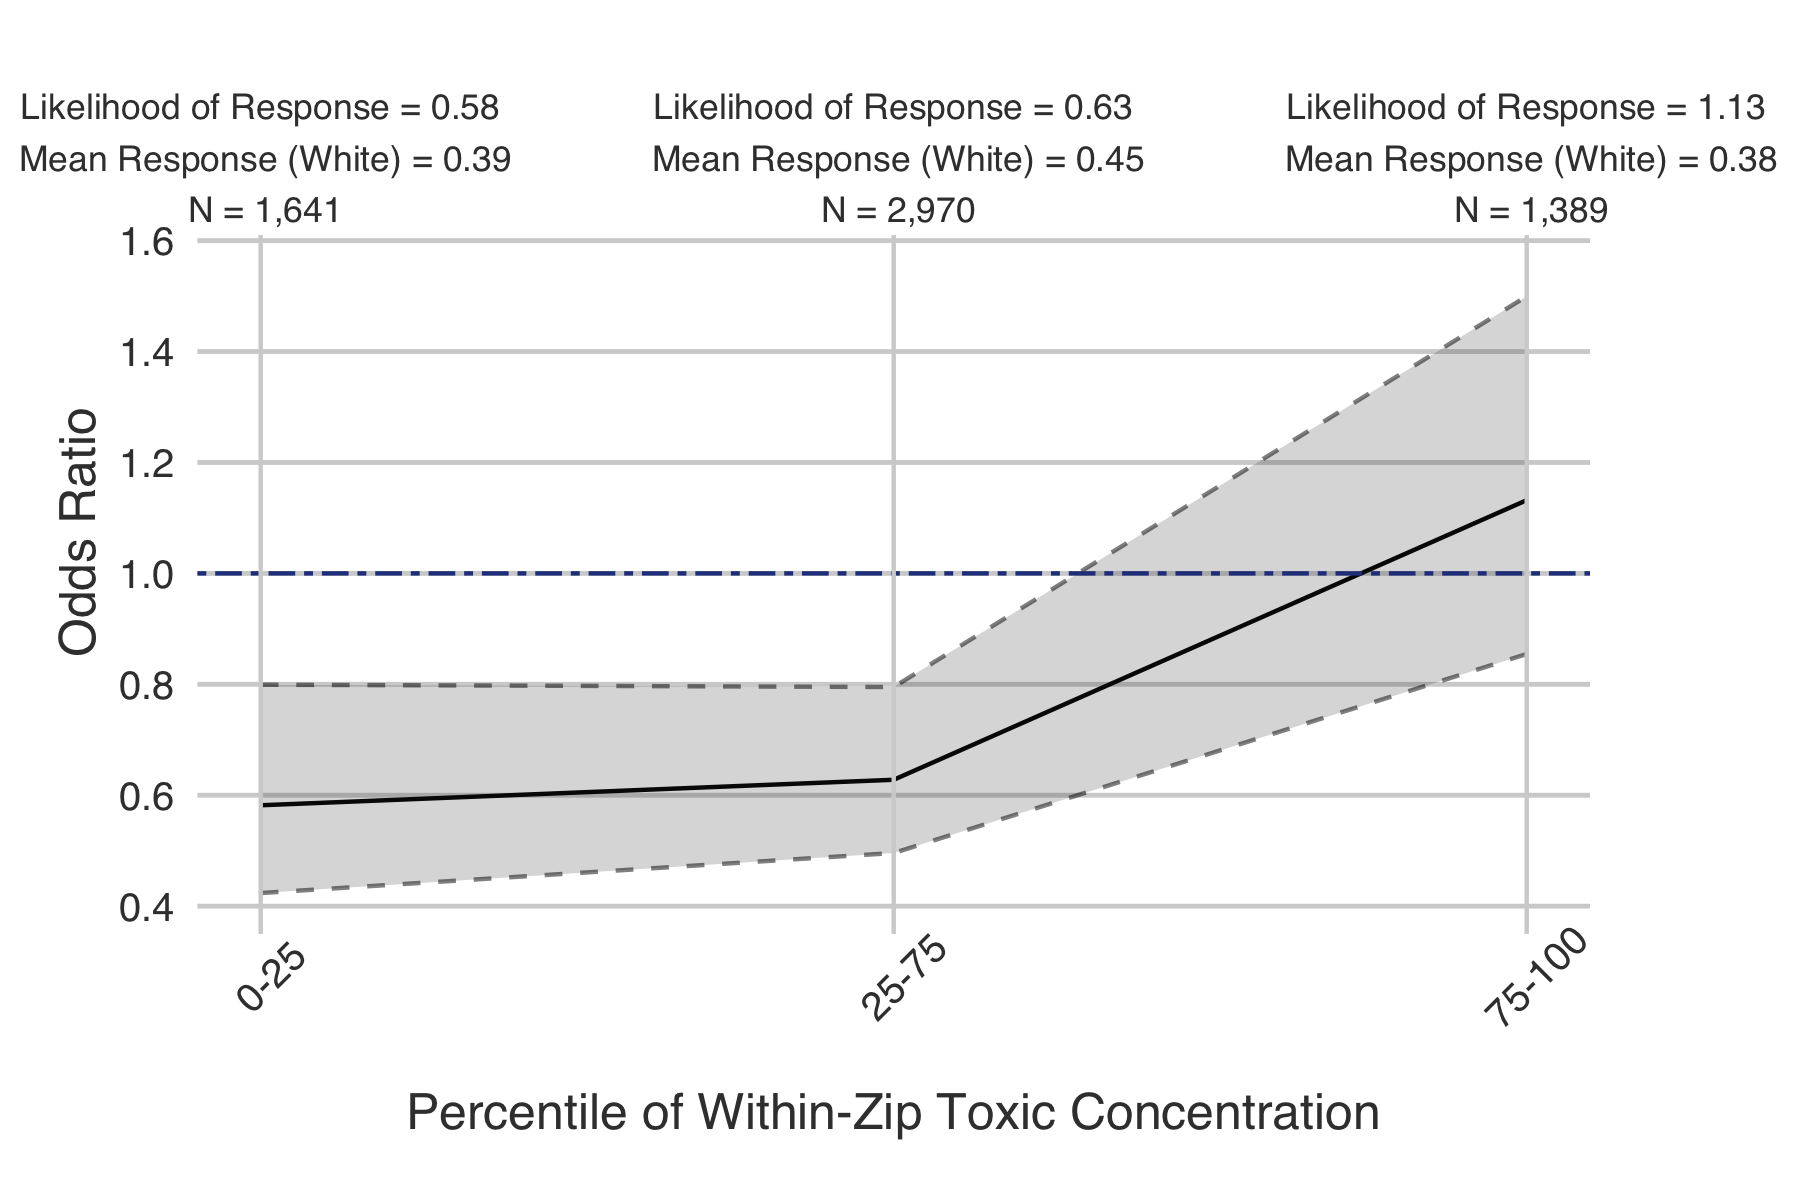 Likelihood of Response = 0.58
Mean Response (White) = 0.39
N = 1,641
Likelihood of Response = 0.63
Mean Response (White) = 0.45
N = 2,970
Likelihood of Response = 1.13
Mean Response (White) = 0.38
N = 1,389
Odds Ratio
1.6
1.4
1.2
1.0
0.8
0.6
0.4
0-25
25-75
75-100
Percentile of Within-Zip Toxic Concentration